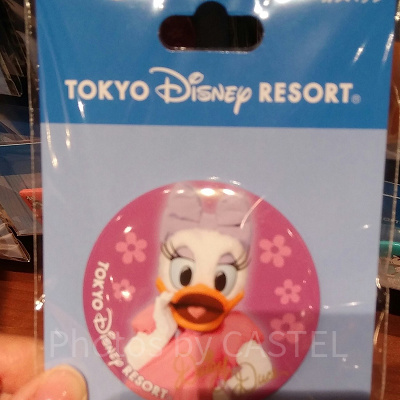 TOKYO DISNEY RESORT®
TOKYO
DISNEY
RESORT
Photos by CASTEL